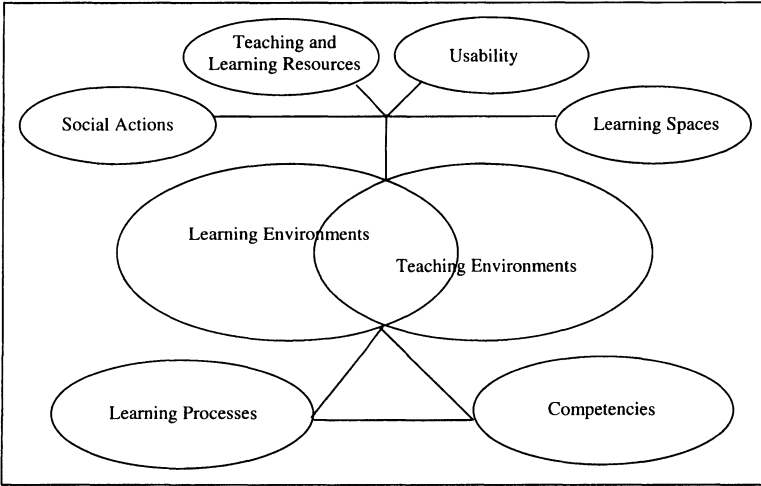 Teaching and
Learning Resources
Usability
Social Actions
Learning Spaces
Learning Environments
Teaching Environments
Learning Processes
Competencies